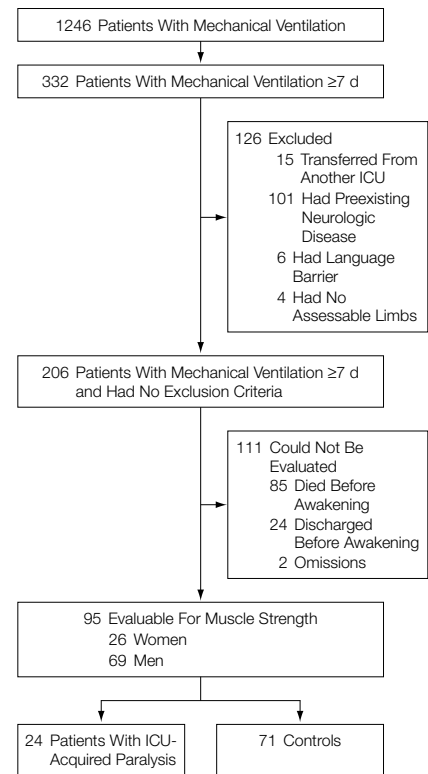 1246 Patients With Mechanical Ventilation
332 Patients With Mechanical Ventilation ≥7 d
126 Excluded
15 Transferred From
Another ICU
101 Had Preexisting
Neurologic
Disease
6 Had Language
Barrier
4 Had No
Assessable Limbs
206 Patients With Mechanical Ventilation ≥7 d
and Had No Exclusion Criteria
111 Could Not Be
Evaluated
85 Died Before
Awakening
24 Discharged
Before Awakening
2 Omissions
95 Evaluable For Muscle Strength
26 Women
69 Men
24 Patients With ICU-
Acquired Paralysis
71 Controls